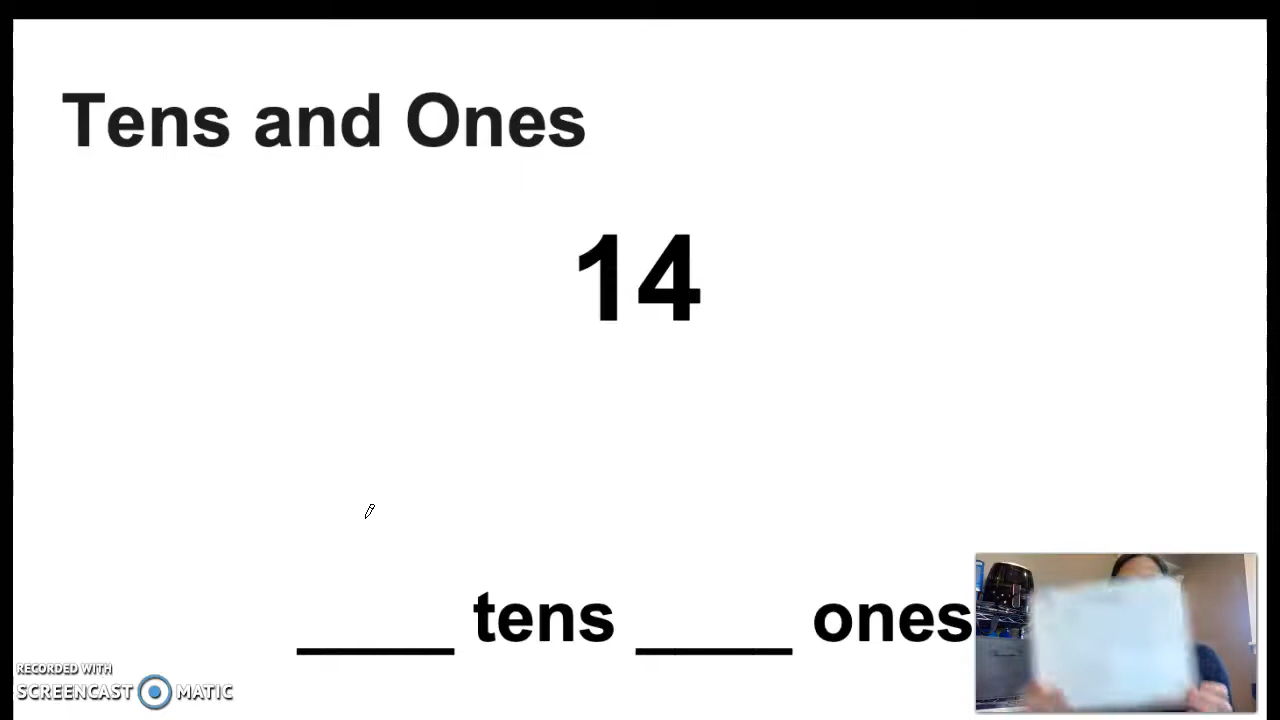 Tens and Ones
14
____ tens ____ ones
RECORDED WITH
SCREENCAST MATIC